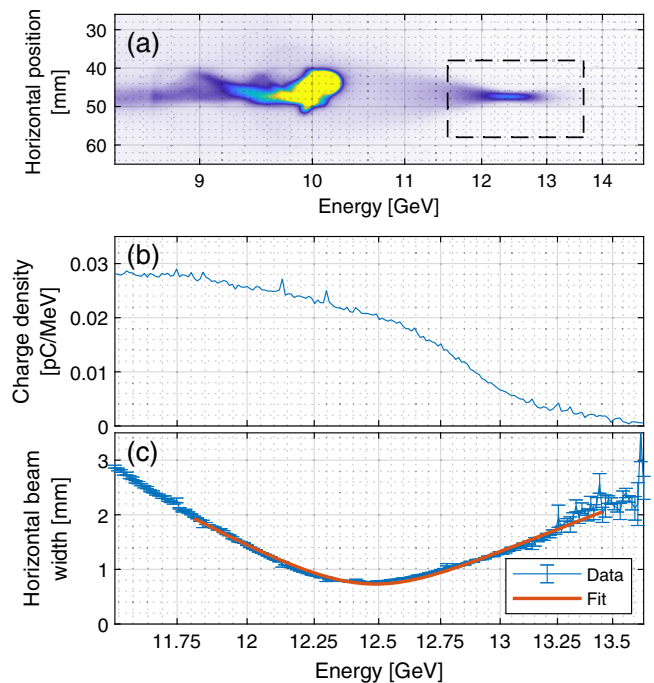 (a)
Horizontal position
[mm]
30
40
50
60
9
10
11
12
13
14
Energy [GeV]
(b)
Charge density
[pC/MeV]
0.03
0.02
0.01
0
(c)
Horizontal beam
width [mm]
3
2
1
0
Data
Fit
11.75
12
12.25
12.5
12.75
13
13.25
13.5
Energy [GeV]